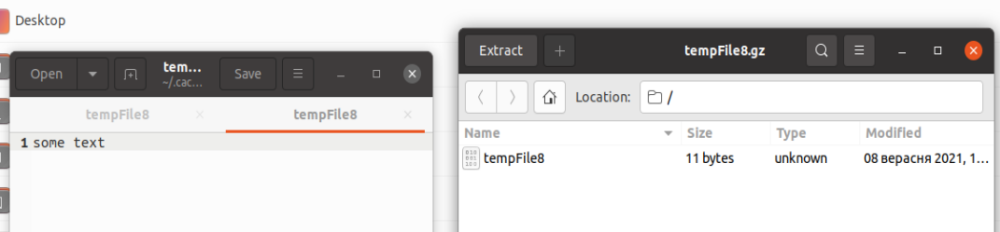 Desktop
Open
tem...
~/.cac...
Save
tempFile8
tempFile8
1 some text
Extract
tempFile8.gz
Location: /
Name Size Type Modified
tempFile8 11 bytes unknown 08 вересня 2021, 1...